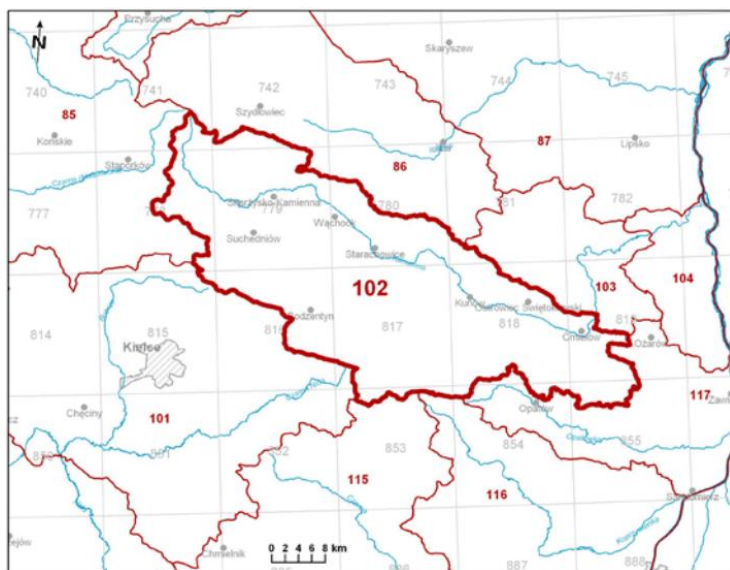 Przysucha
N
Skaryszew
740
741
742
743
744
745
Szydłowiec
85
Końskie
Stąporków
86
87
Lipsko
777
780
782
779
Skarżysko-Kamienna
Wąchock
Suchedniów
Starachowice
102
103
104
Bodzentyn
Ostrowiec Świętokrzyski
814
815
817
818
Kielce
Ćmielów
Ożarów
Chęciny
101
117
Opatów
853
854
855
115
116
Sandomierz
Chmielnik
0 2 4 6 8 km
887
888